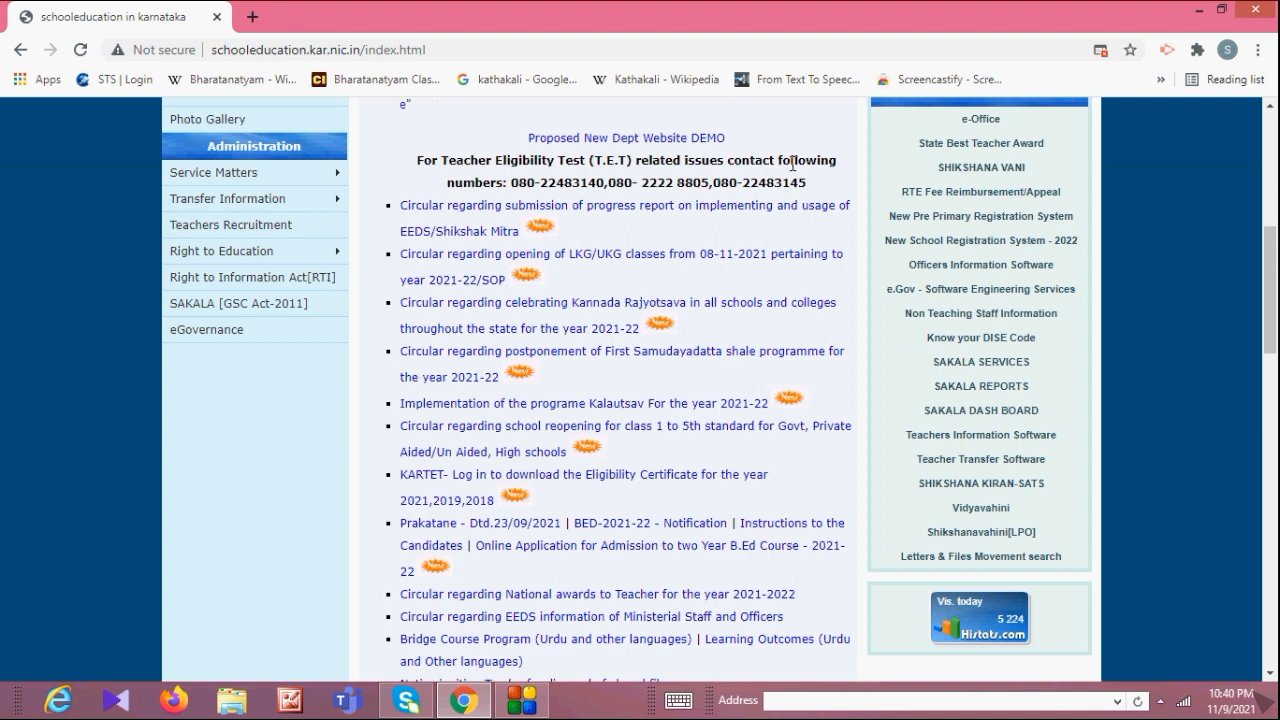 schooleducation in karnataka
Not secure
schooleducation.kar.nic.in/index.html
S
Apps
STS | Login
Bharatanatyam - Wi...
Bharatanatyam Clas...
kathakali - Google...
Kathakali - Wikipedia
From Text To Speec...
Screencastify - Scre...
»
Reading list
Photo Gallery
Administration
Service Matters
Transfer Information
Teachers Recruitment
Right to Education
Right to Information Act[RTI]
SAKALA [GSC Act-2011]
eGovernance
e"
Proposed New Dept Website DEMO
For Teacher Eligibility Test (T.E.T) related issues contact following
numbers: 080-22483140,080- 2222 8805,080-22483145
Circular regarding submission of progress report on implementing and usage of
EEDS/Shikshak Mitra New
Circular regarding opening of LKG/UKG classes from 08-11-2021 pertaining to
year 2021-22/SOP New
Circular regarding celebrating Kannada Rajyotsava in all schools and colleges
throughout the state for the year 2021-22 New
Circular regarding postponement of First Samudayadatta shale programme for
the year 2021-22 New
Implementation of the programe Kalautsav For the year 2021-22 New
Circular regarding school reopening for class 1 to 5th standard for Govt, Private
Aided/Un Aided, High schools New
KARTET- Log in to download the Eligibility Certificate for the year
2021,2019,2018 New
Prakatane - Dtd.23/09/2021 | BED-2021-22 - Notification | Instructions to the
Candidates | Online Application for Admission to two Year B.Ed Course - 2021-
22 New
Circular regarding National awards to Teacher for the year 2021-2022
Circular regarding EEDS information of Ministerial Staff and Officers
Bridge Course Program (Urdu and other languages) | Learning Outcomes (Urdu
and Other languages)
e-Office
State Best Teacher Award
SHIKSHANA VANI
RTE Fee Reimbursement/Appeal
New Pre Primary Registration System
New School Registration System - 2022
Officers Information Software
e.Gov - Software Engineering Services
Non Teaching Staff Information
Know your DISE Code
SAKALA SERVICES
SAKALA REPORTS
SAKALA DASH BOARD
Teachers Information Software
Teacher Transfer Software
SHIKSHANA KIRAN-SATS
Vidyavahini
Shikshanavahini[LPO]
Letters & Files Movement search
Vis. today
5 224
Histats.com
Address
10:40 PM
11/9/2021